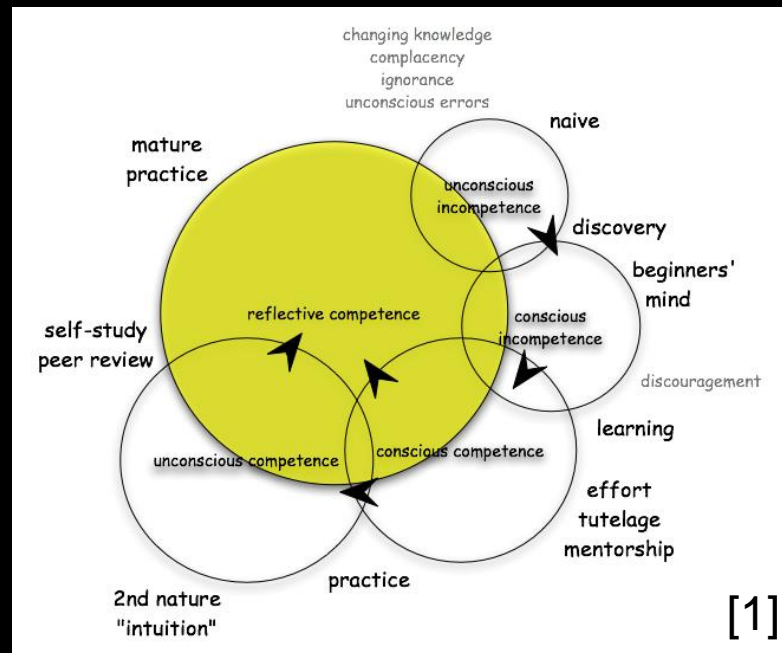 changing knowledge
complacency
ignorance
unconscious errors
naive
mature
practice
unconscious
incompetence
discovery
beginners'
mind
reflective competence
conscious
incompetence
self-study
peer review
discouragement
learning
unconscious competence
conscious competence
effort
tutelage
mentorship
practice
2nd nature
"intuition"
[1]